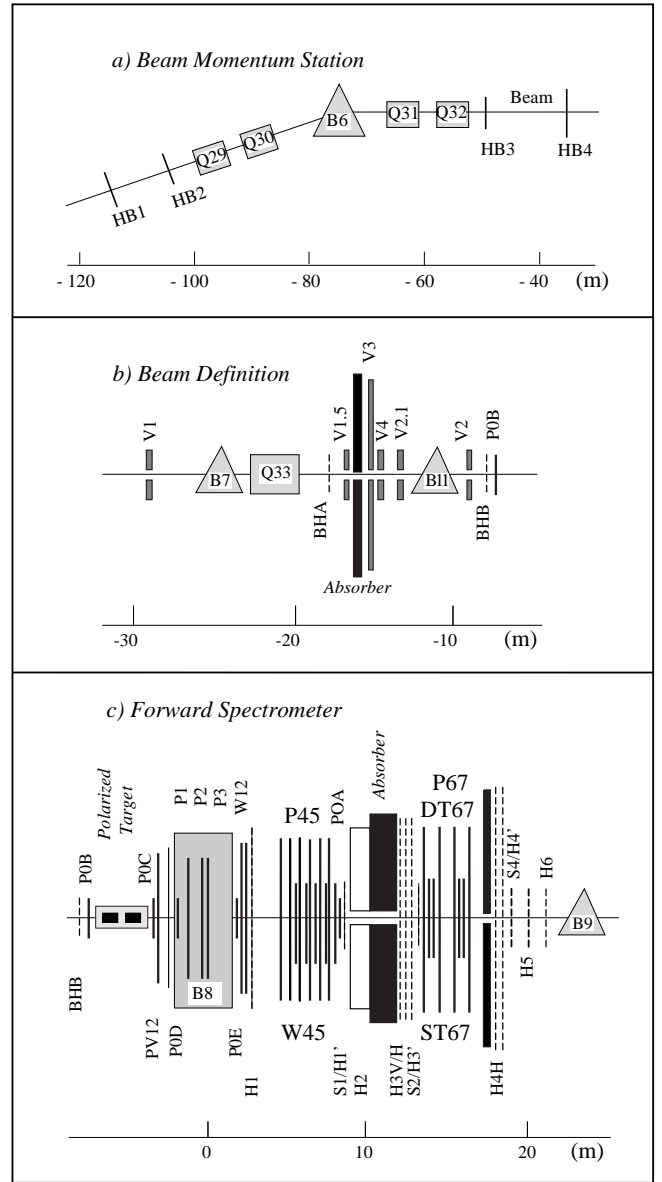 a) Beam Momentum Station
Beam
B6
Q31
Q32
Q30
Q29
HB3
HB4
HB2
HB1
- 120
- 100
- 80
- 60
- 40
(m)
b) Beam Definition
V3
V1
V1.5
V4
V2.1
V2
P0B
B7
Q33
B11
BHA
BHB
Absorber
-30
-20
-10
(m)
c) Forward Spectrometer
Polarized
Target
P1
P2
P3
W12
P45
POA
Absorber
P67
DT67
S4/H4'
H6
P0B
P0C
B8
B9
BHB
PV12
P0D
P0E
H1
W45
S1/H1'
H2
H3V/H
S2/H3'
ST67
H4H
H5
0
10
20
(m)